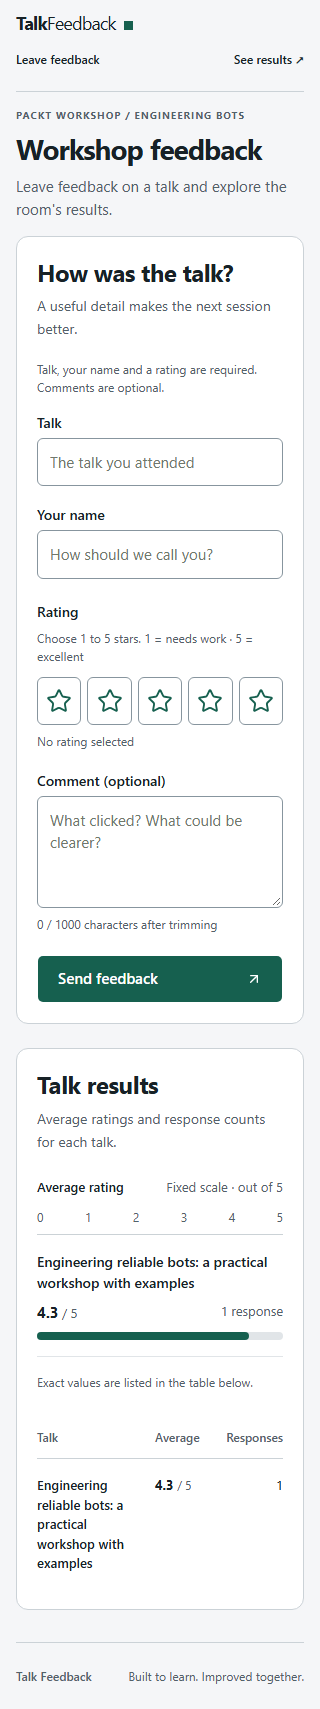 TalkFeedback
Leave feedback
See results ↗
PACKT WORKSHOP / ENGINEERING BOTS
Workshop feedback
Leave feedback on a talk and explore the
room's results.
How was the talk?
A useful detail makes the next session
better.
Talk, your name and a rating are required.
Comments are optional.
Talk
The talk you attended
Your name
How should we call you?
Rating
Choose 1 to 5 stars. 1 = needs work · 5 =
excellent
No rating selected
Comment (optional)
What clicked? What could be
clearer?
0 / 1000 characters after trimming
Send feedback ↗
Talk results
Average ratings and response counts
for each talk.
Average rating
Fixed scale · out of 5
0 1 2 3 4 5
Engineering reliable bots: a practical
workshop with examples
4.3 / 5
1 response
Exact values are listed in the table below.
Talk Average Responses
Engineering
reliable bots: a
practical
workshop with
examples
4.3 / 5
1
Talk Feedback
Built to learn. Improved together.